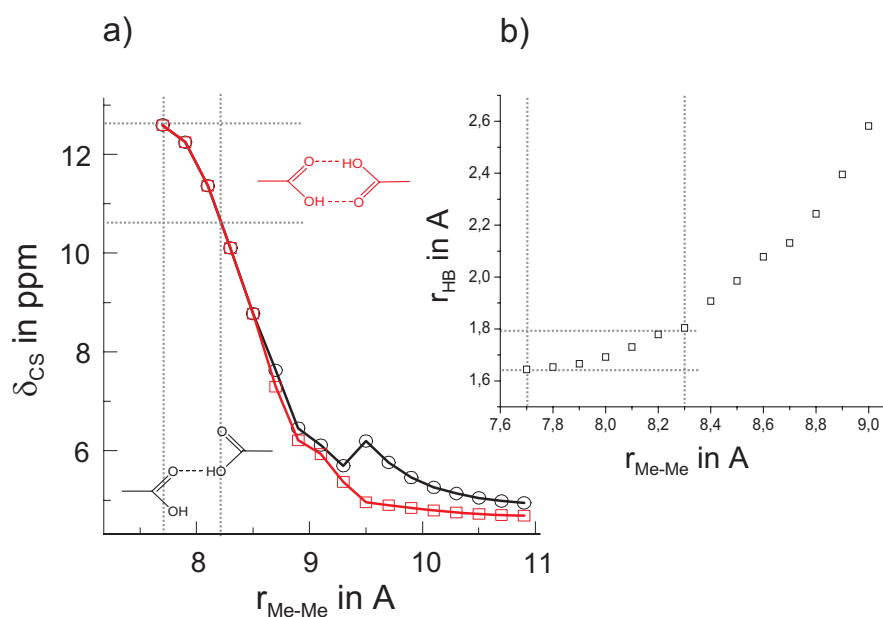 a)
δCS in ppm
12
10
8
6
8 9 10 11
rMe-Me in A
O HO
OH O
O
O HO
OH
b)
rHB in A
2,6
2,4
2,2
2,0
1,8
1,6
7,6 7,8 8,0 8,2 8,4 8,6 8,8 9,0
rMe-Me in A